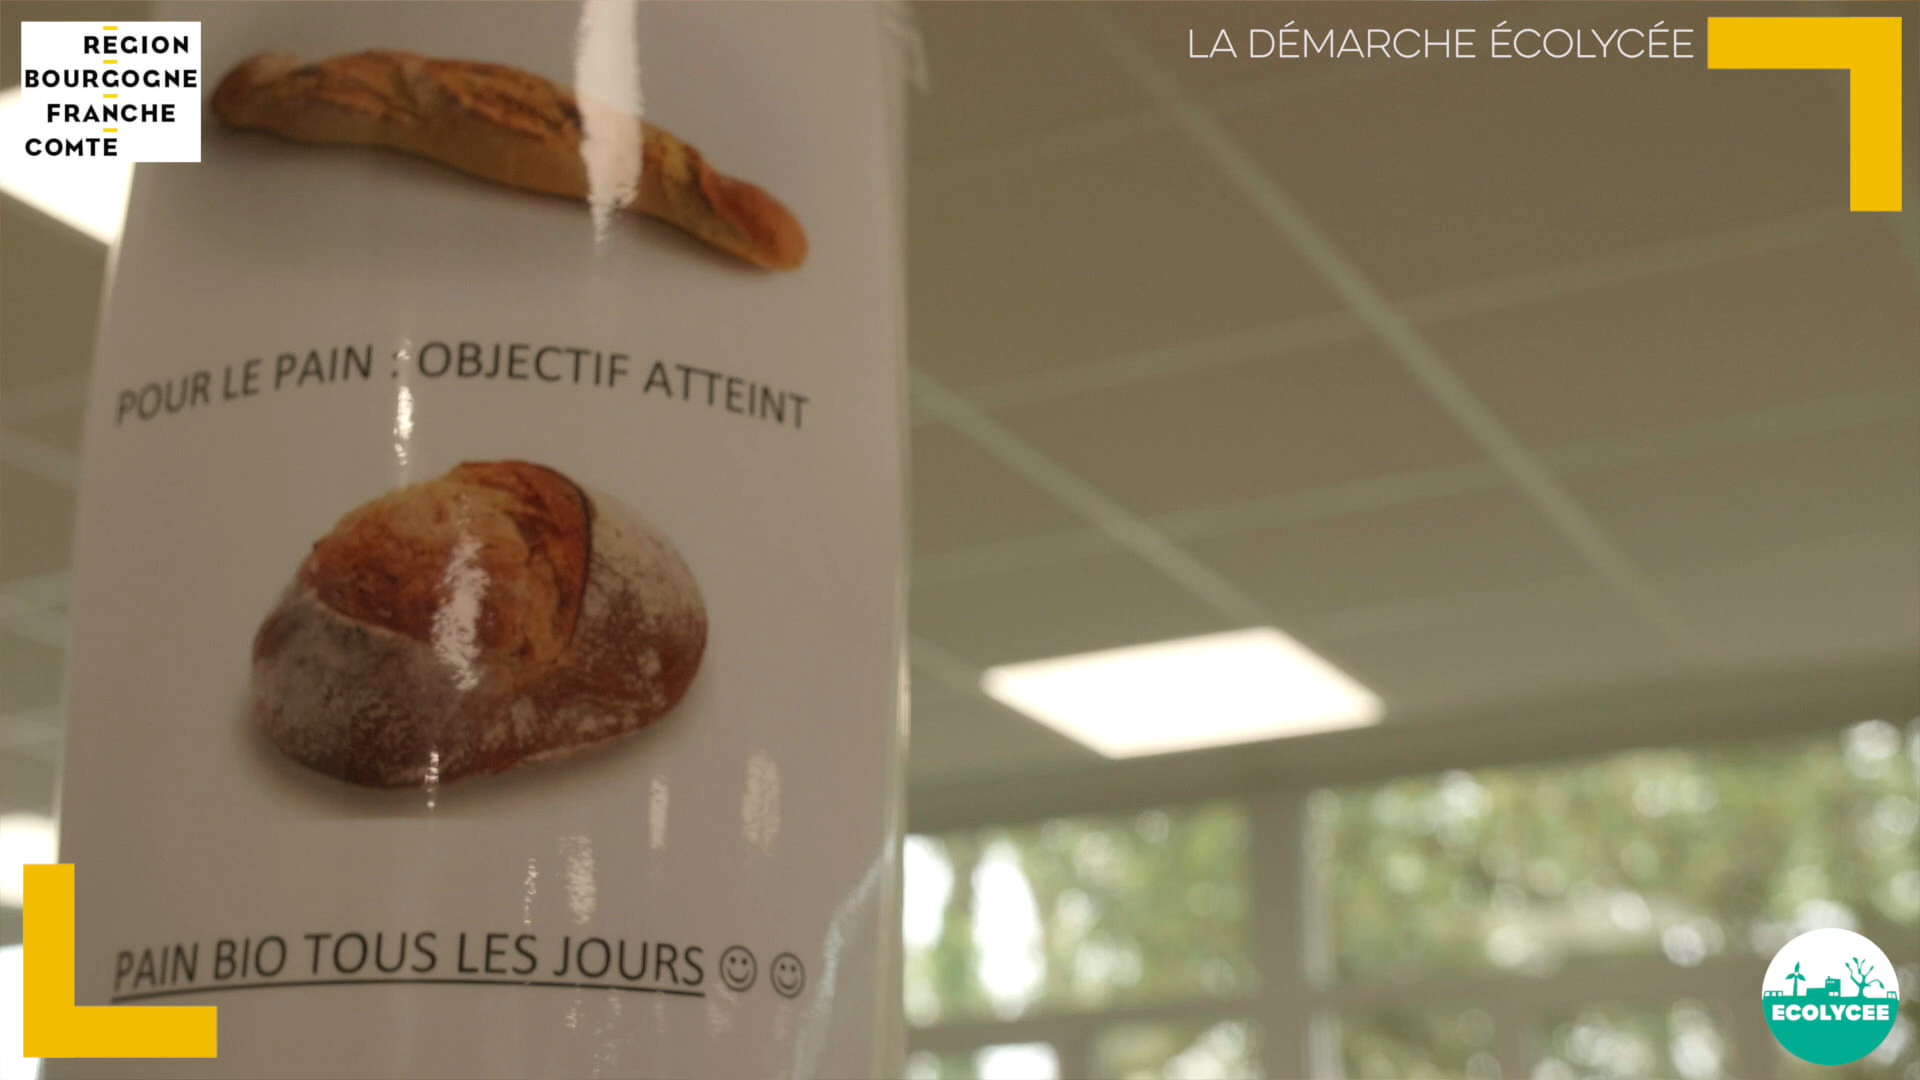 REGION
BOURGOGNE
FRANCHE
COMTE
LA DÉMARCHE ÉCOLYCÉE
POUR LE PAIN : OBJECTIF ATTEINT
PAIN BIO TOUS LES JOURS ☺ ☺
ECOLYCEE